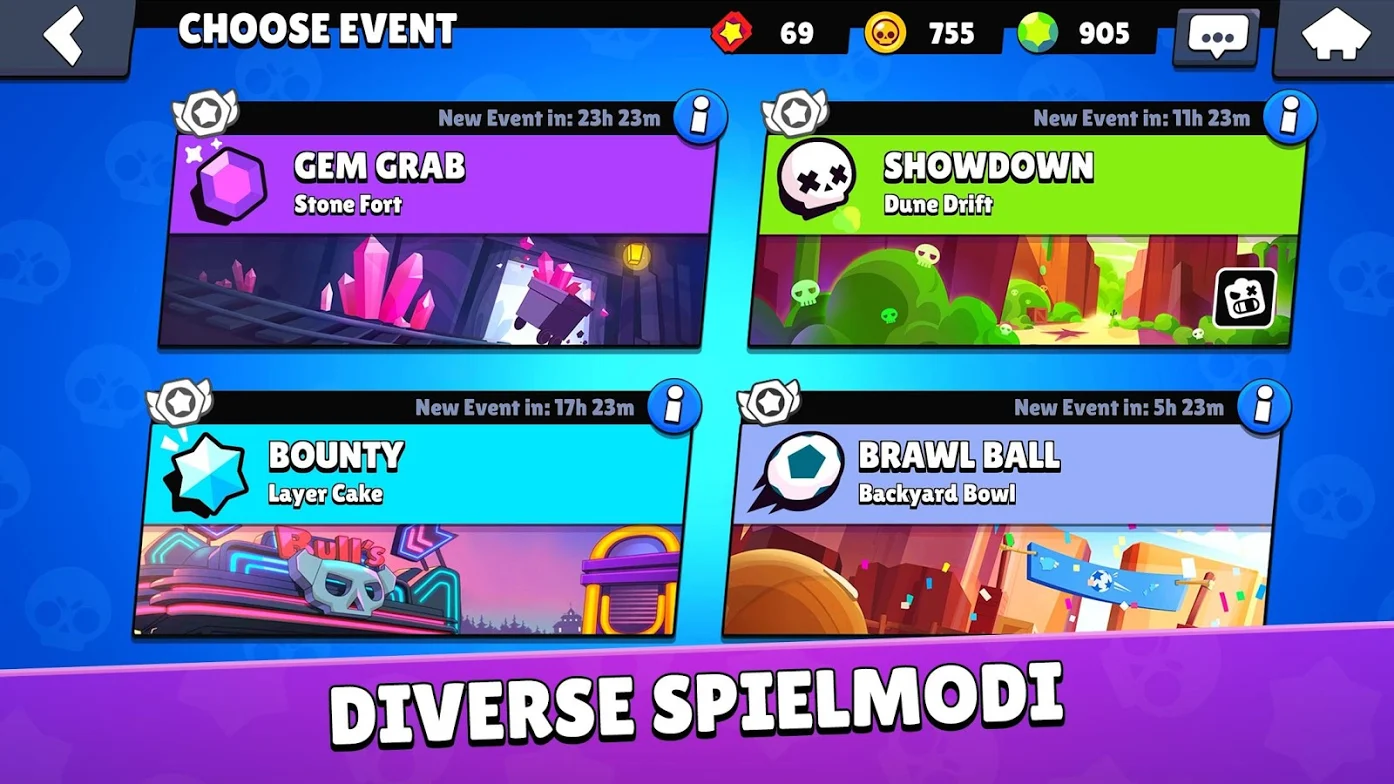 CHOOSE EVENT
69
755
905
New Event in: 23h 23m
GEM GRAB
Stone Fort
New Event in: 11h 23m
SHOWDOWN
Dune Drift
New Event in: 17h 23m
BOUNTY
Layer Cake
Bull's
New Event in: 5h 23m
BRAWL BALL
Backyard Bowl
DIVERSE SPIELMODI